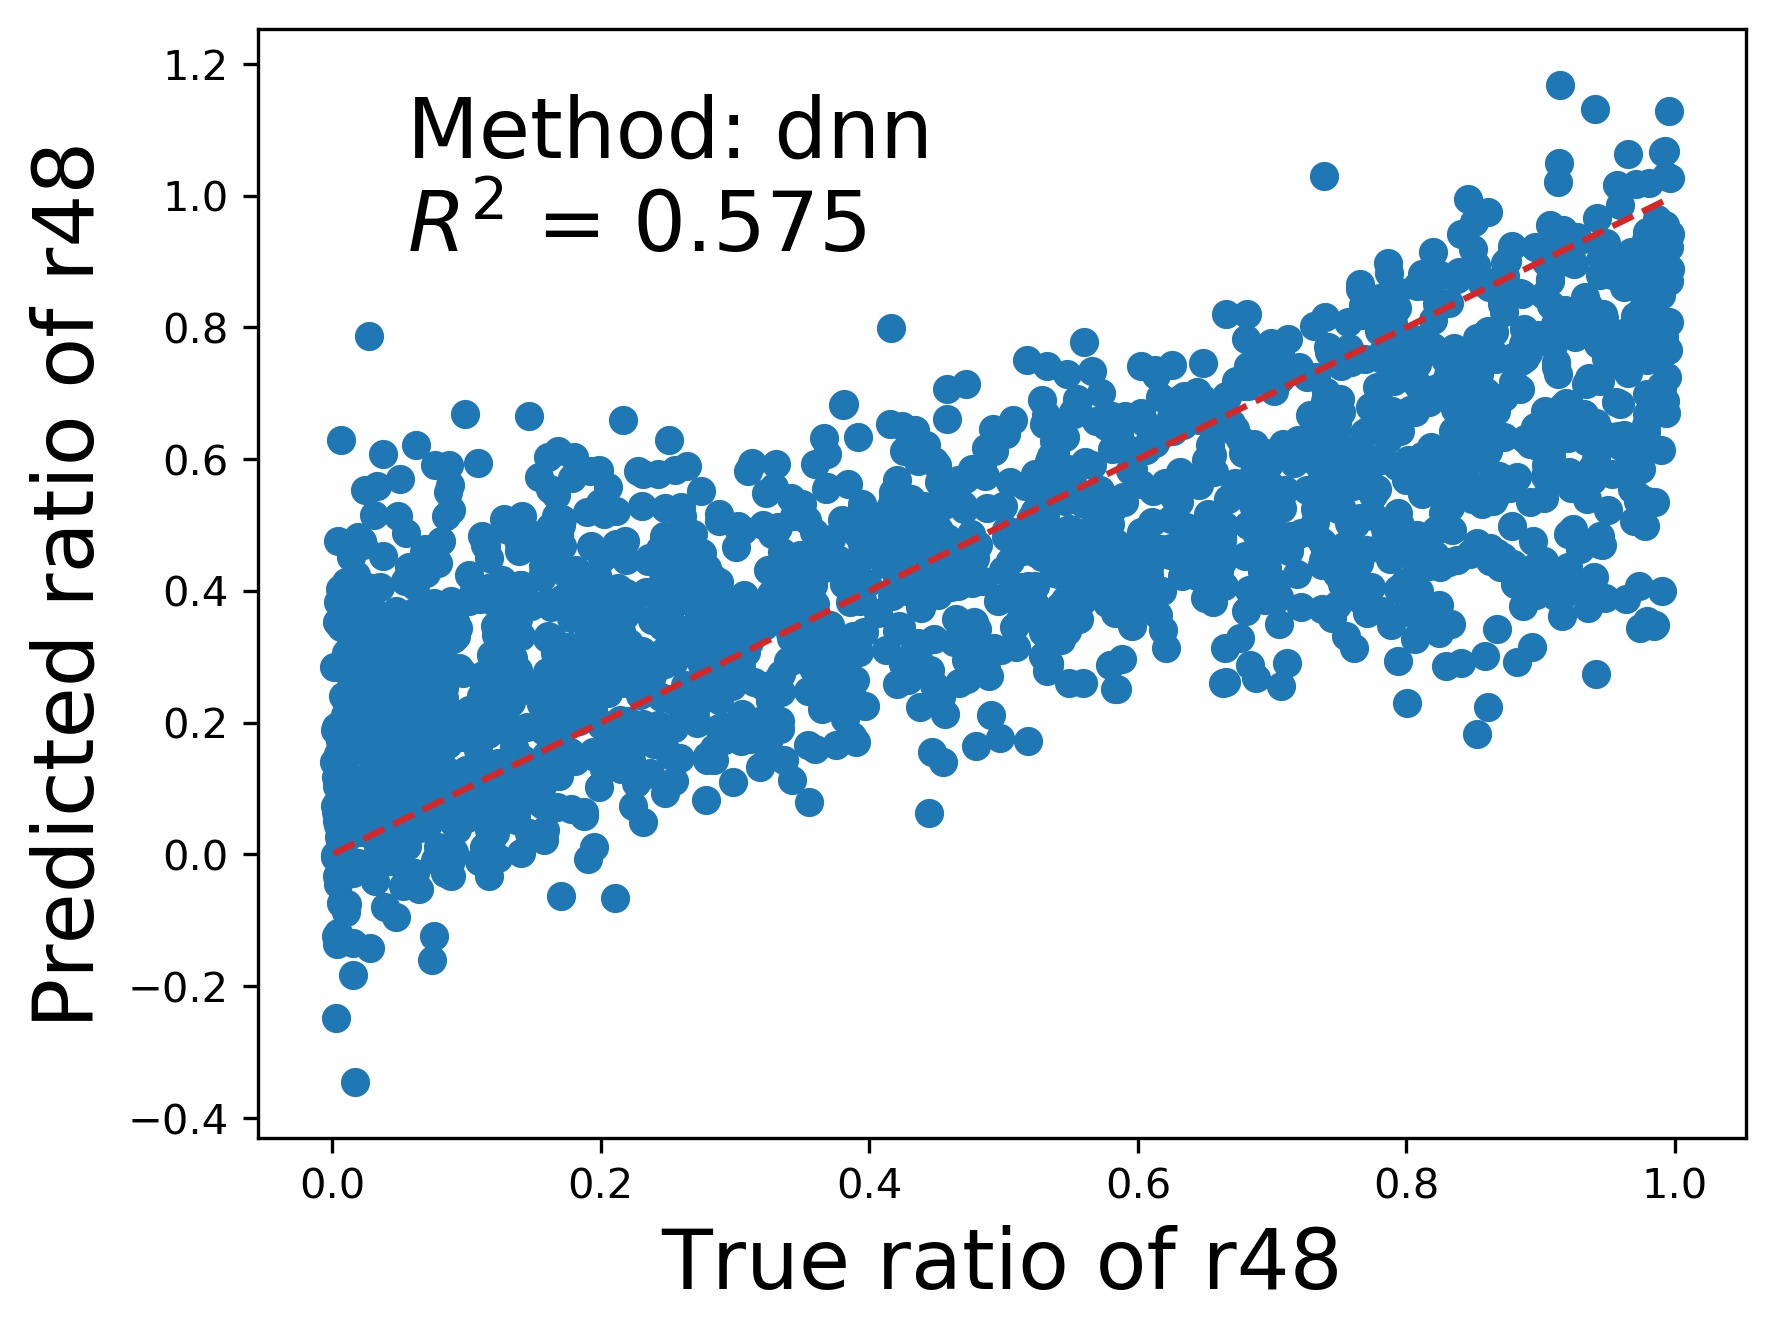 Method: dnn
R² = 0.575
Predicted ratio of r48
1.2
1.0
0.8
0.6
0.4
0.2
0.0
−0.2
−0.4
0.0 0.2 0.4 0.6 0.8 1.0
True ratio of r48